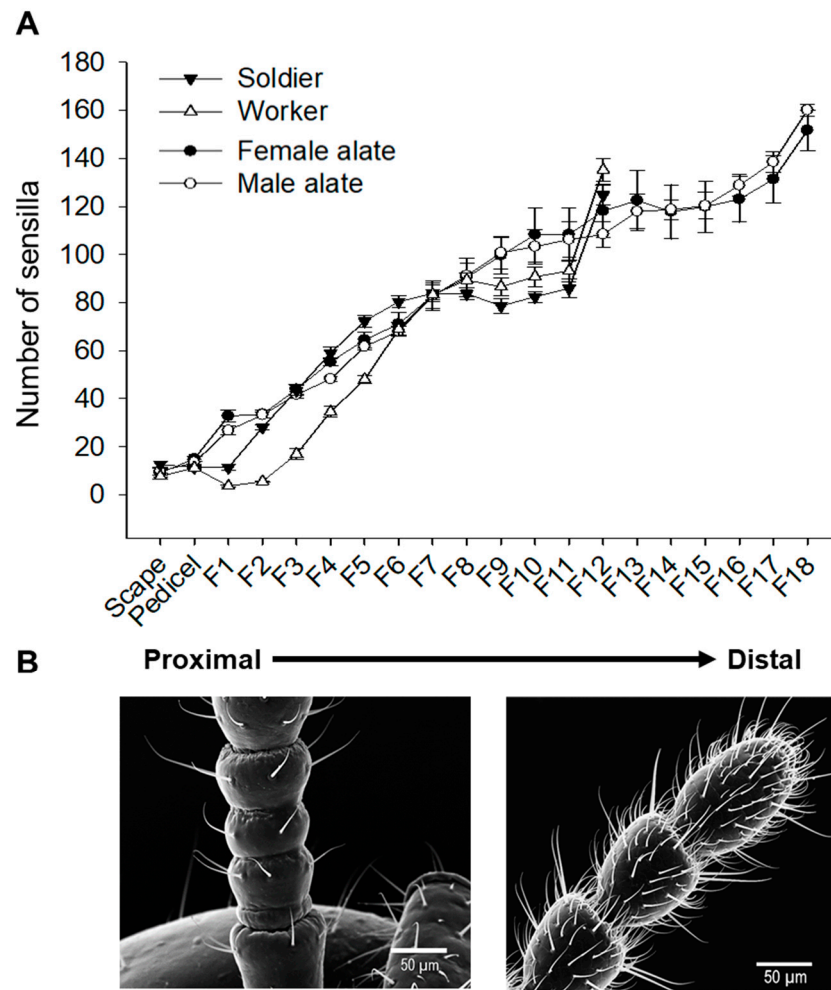 A
180
160
140
120
100
80
60
40
20
0
Number of sensilla
Soldier
Worker
Female alate
Male alate
Scape
Pedicel
F1
F2
F3
F4
F5
F6
F7
F8
F9
F10
F11
F12
F13
F14
F15
F16
F17
F18
B
Proximal
Distal
50 µm
50 µm